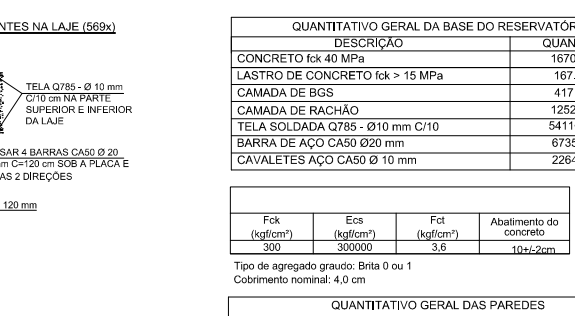 NTES NA LAJE (569x)
TELA Q785 - Ø 10 mm
C/10 cm NA PARTE
SUPERIOR E INFERIOR
DA LAJE
SAR 4 BARRAS CA50 Ø 20
m C=120 cm SOB A PLACA E
AS 2 DIREÇÕES
120 mm
QUANTITATIVO GERAL DA BASE DO RESERVATÓR
DESCRIÇÃO QUAN
CONCRETO fck 40 MPa 1670
LASTRO DE CONCRETO fck > 15 MPa 167.
CAMADA DE BGS 417
CAMADA DE RACHÃO 1252
TELA SOLDADA Q785 - Ø10 mm C/10 5411
BARRA DE AÇO CA50 Ø20 mm 6735
CAVALETES AÇO CA50 Ø 10 mm 2264
Fck (kgf/cm²) Ecs (kgf/cm²) Fct (kgf/cm²) Abatimento do concreto
300 300000 3,6 10+/-2cm
Tipo de agregado graudo: Brita 0 ou 1
Cobrimento nominal: 4,0 cm
QUANTITATIVO GERAL DAS PAREDES